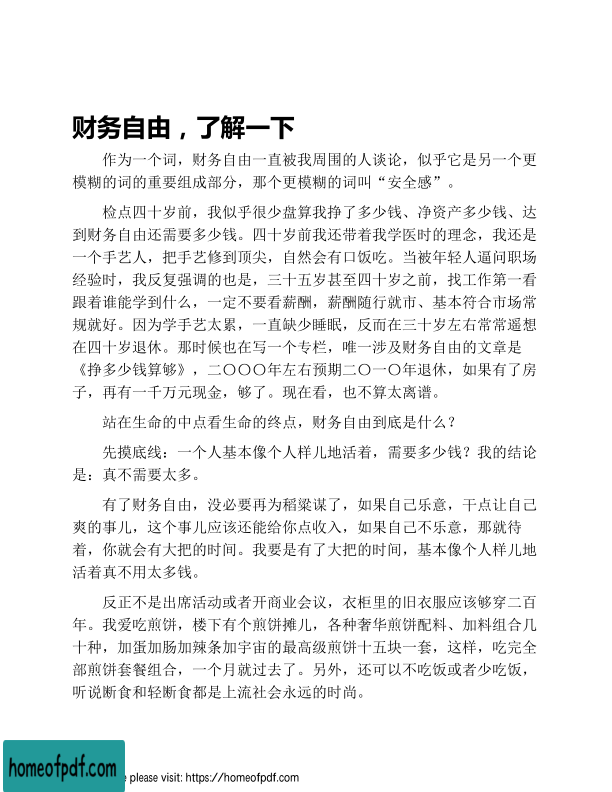 财务自由，了解一下
作为一个词，财务自由一直被我周围的人谈论，似乎它是另一个更
模糊的词的重要组成部分，那个更模糊的词叫“安全感”。
检点四十岁前，我似乎很少盘算我挣了多少钱、净资产多少钱、达
到财务自由还需要多少钱。四十岁前我还带着我学医时的理念，我还是
一个手艺人，把手艺修到顶尖，自然会有口饭吃。当被年轻人逼问职场
经验时，我反复强调的也是，三十五岁甚至四十岁之前，找工作第一看
跟着谁能学到什么，一定不要看薪酬，薪酬随行就市、基本符合市场常
规就好。因为学手艺太累，一直缺少睡眠，反而在三十岁左右常常遥想
在四十岁退休。那时候也在写一个专栏，唯一涉及财务自由的文章是
《挣多少钱算够》，二〇〇〇年左右预期二〇一〇年退休，如果有了房
子，再有一千万元现金，够了。现在看，也不算太离谱。
站在生命的中点看生命的终点，财务自由到底是什么？
先摸底线：一个人基本像个人样儿地活着，需要多少钱？我的结论
是：真不需要太多。
有了财务自由，没必要再为稻粱谋了，如果自己乐意，干点让自己
爽的事儿，这个事儿应该还能给你点收入，如果自己不乐意，那就待
着，你就会有大把的时间。我要是有了大把的时间，基本像个人样儿地
活着真不用太多钱。
反正不是出席活动或者开商业会议，衣柜里的旧衣服应该够穿二百
年。我爱吃煎饼，楼下有个煎饼摊儿，各种奢华煎饼配料、加料组合几
十种，加蛋加肠加辣条加宇宙的最高级煎饼十五块一套，这样，吃完全
部煎饼套餐组合，一个月就过去了。另外，还可以不吃饭或者少吃饭，
听说断食和轻断食都是上流社会永远的时尚。
homeofpdf.com
e please visit: https://homeofpdf.com